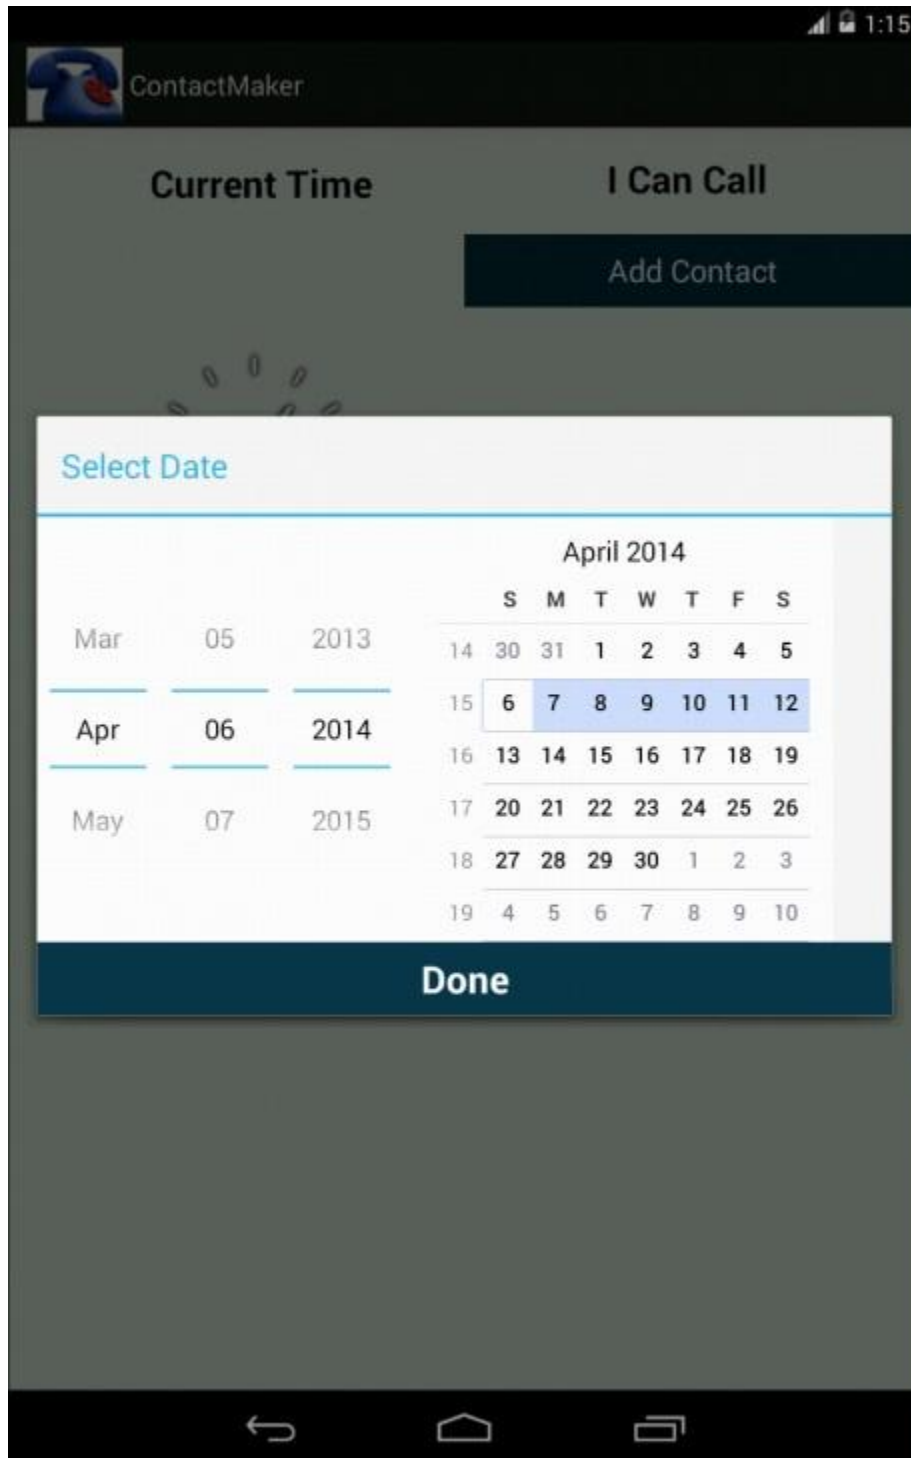 1:15
ContactMaker
Current Time
I Can Call
Add Contact
Select Date
Mar 05 2013
Apr 06 2014
May 07 2015
April 2014
S M T W T F S
14 30 31 1 2 3 4 5
15 6 7 8 9 10 11 12
16 13 14 15 16 17 18 19
17 20 21 22 23 24 25 26
18 27 28 29 30 1 2 3
19 4 5 6 7 8 9 10
Done